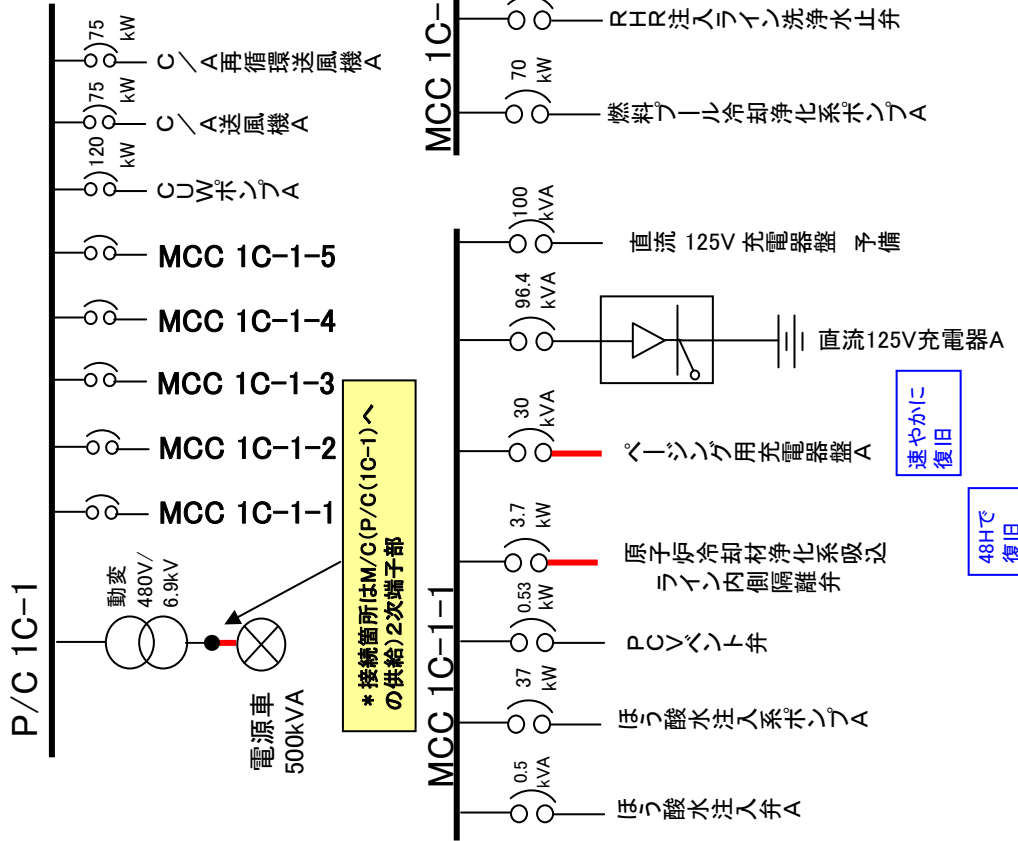 P/C 1C-1
動変
480V/
6.9kV
電源車
500kVA
MCC 1C-1-1
MCC 1C-1-2
MCC 1C-1-3
MCC 1C-1-4
MCC 1C-1-5
120
kW
CUWポンプA
75
kW
C/A送風機A
75
kW
C/A再循環送風機A
*接続箇所はM/C(P/C(1C-1)へ
の供給)2次端子部
MCC 1C-1-1
0.5
kVA
ほう酸水注入弁A
37
kW
ほう酸水注入系ポンプA
0.53
kW
PCVベント弁
3.7
kW
原子炉冷却材浄化系吸込
ライン内側隔離弁
30
kVA
ページング用充電器盤A
96.4
kVA
直流125V充電器A
100
kVA
直流 125V 充電器盤 予備
速やかに
復旧
48Hで
復旧
MCC 1C-
70
kW
燃料プール冷却浄化系ポンプA
RHR注入ライン洗浄水止弁